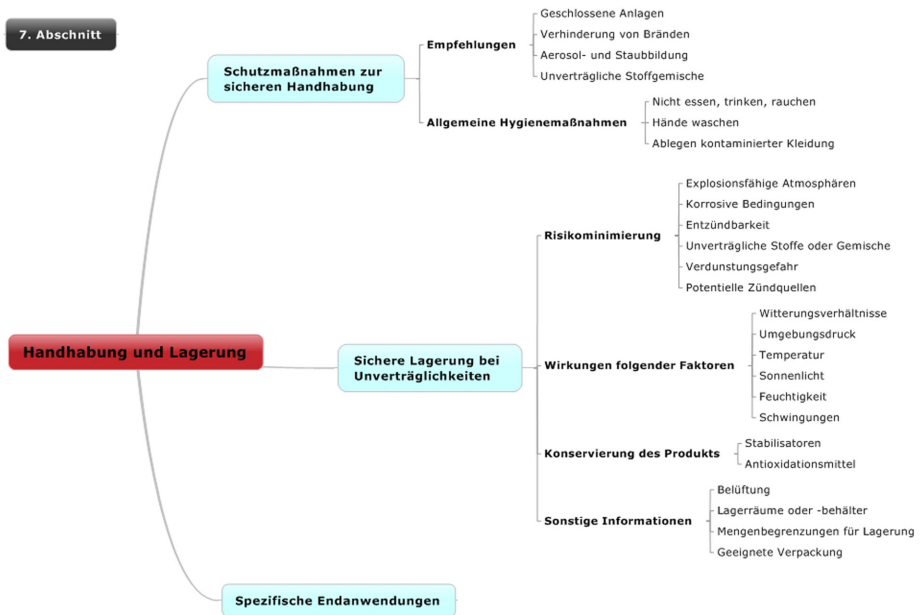 7. Abschnitt
Schutzmaßnahmen zur
sicheren Handhabung
Empfehlungen
Geschlossene Anlagen
Verhinderung von Bränden
Aerosol- und Staubbildung
Unverträgliche Stoffgemische
Allgemeine Hygienemaßnahmen
Nicht essen, trinken, rauchen
Hände waschen
Ablegen kontaminierter Kleidung
Handhabung und Lagerung
Sichere Lagerung bei
Unverträglichkeiten
Risikominimierung
Explosionsfähige Atmosphären
Korrosive Bedingungen
Entzündbarkeit
Unverträgliche Stoffe oder Gemische
Verdunstungsgefahr
Potentielle Zündquellen
Wirkungen folgender Faktoren
Witterungsverhältnisse
Umgebungsdruck
Temperatur
Sonnenlicht
Feuchtigkeit
Schwingungen
Konservierung des Produkts
Stabilisatoren
Antioxidationsmittel
Sonstige Informationen
Belüftung
Lagerräume oder -behälter
Mengenbegrenzungen für Lagerung
Geeignete Verpackung
Spezifische Endanwendungen